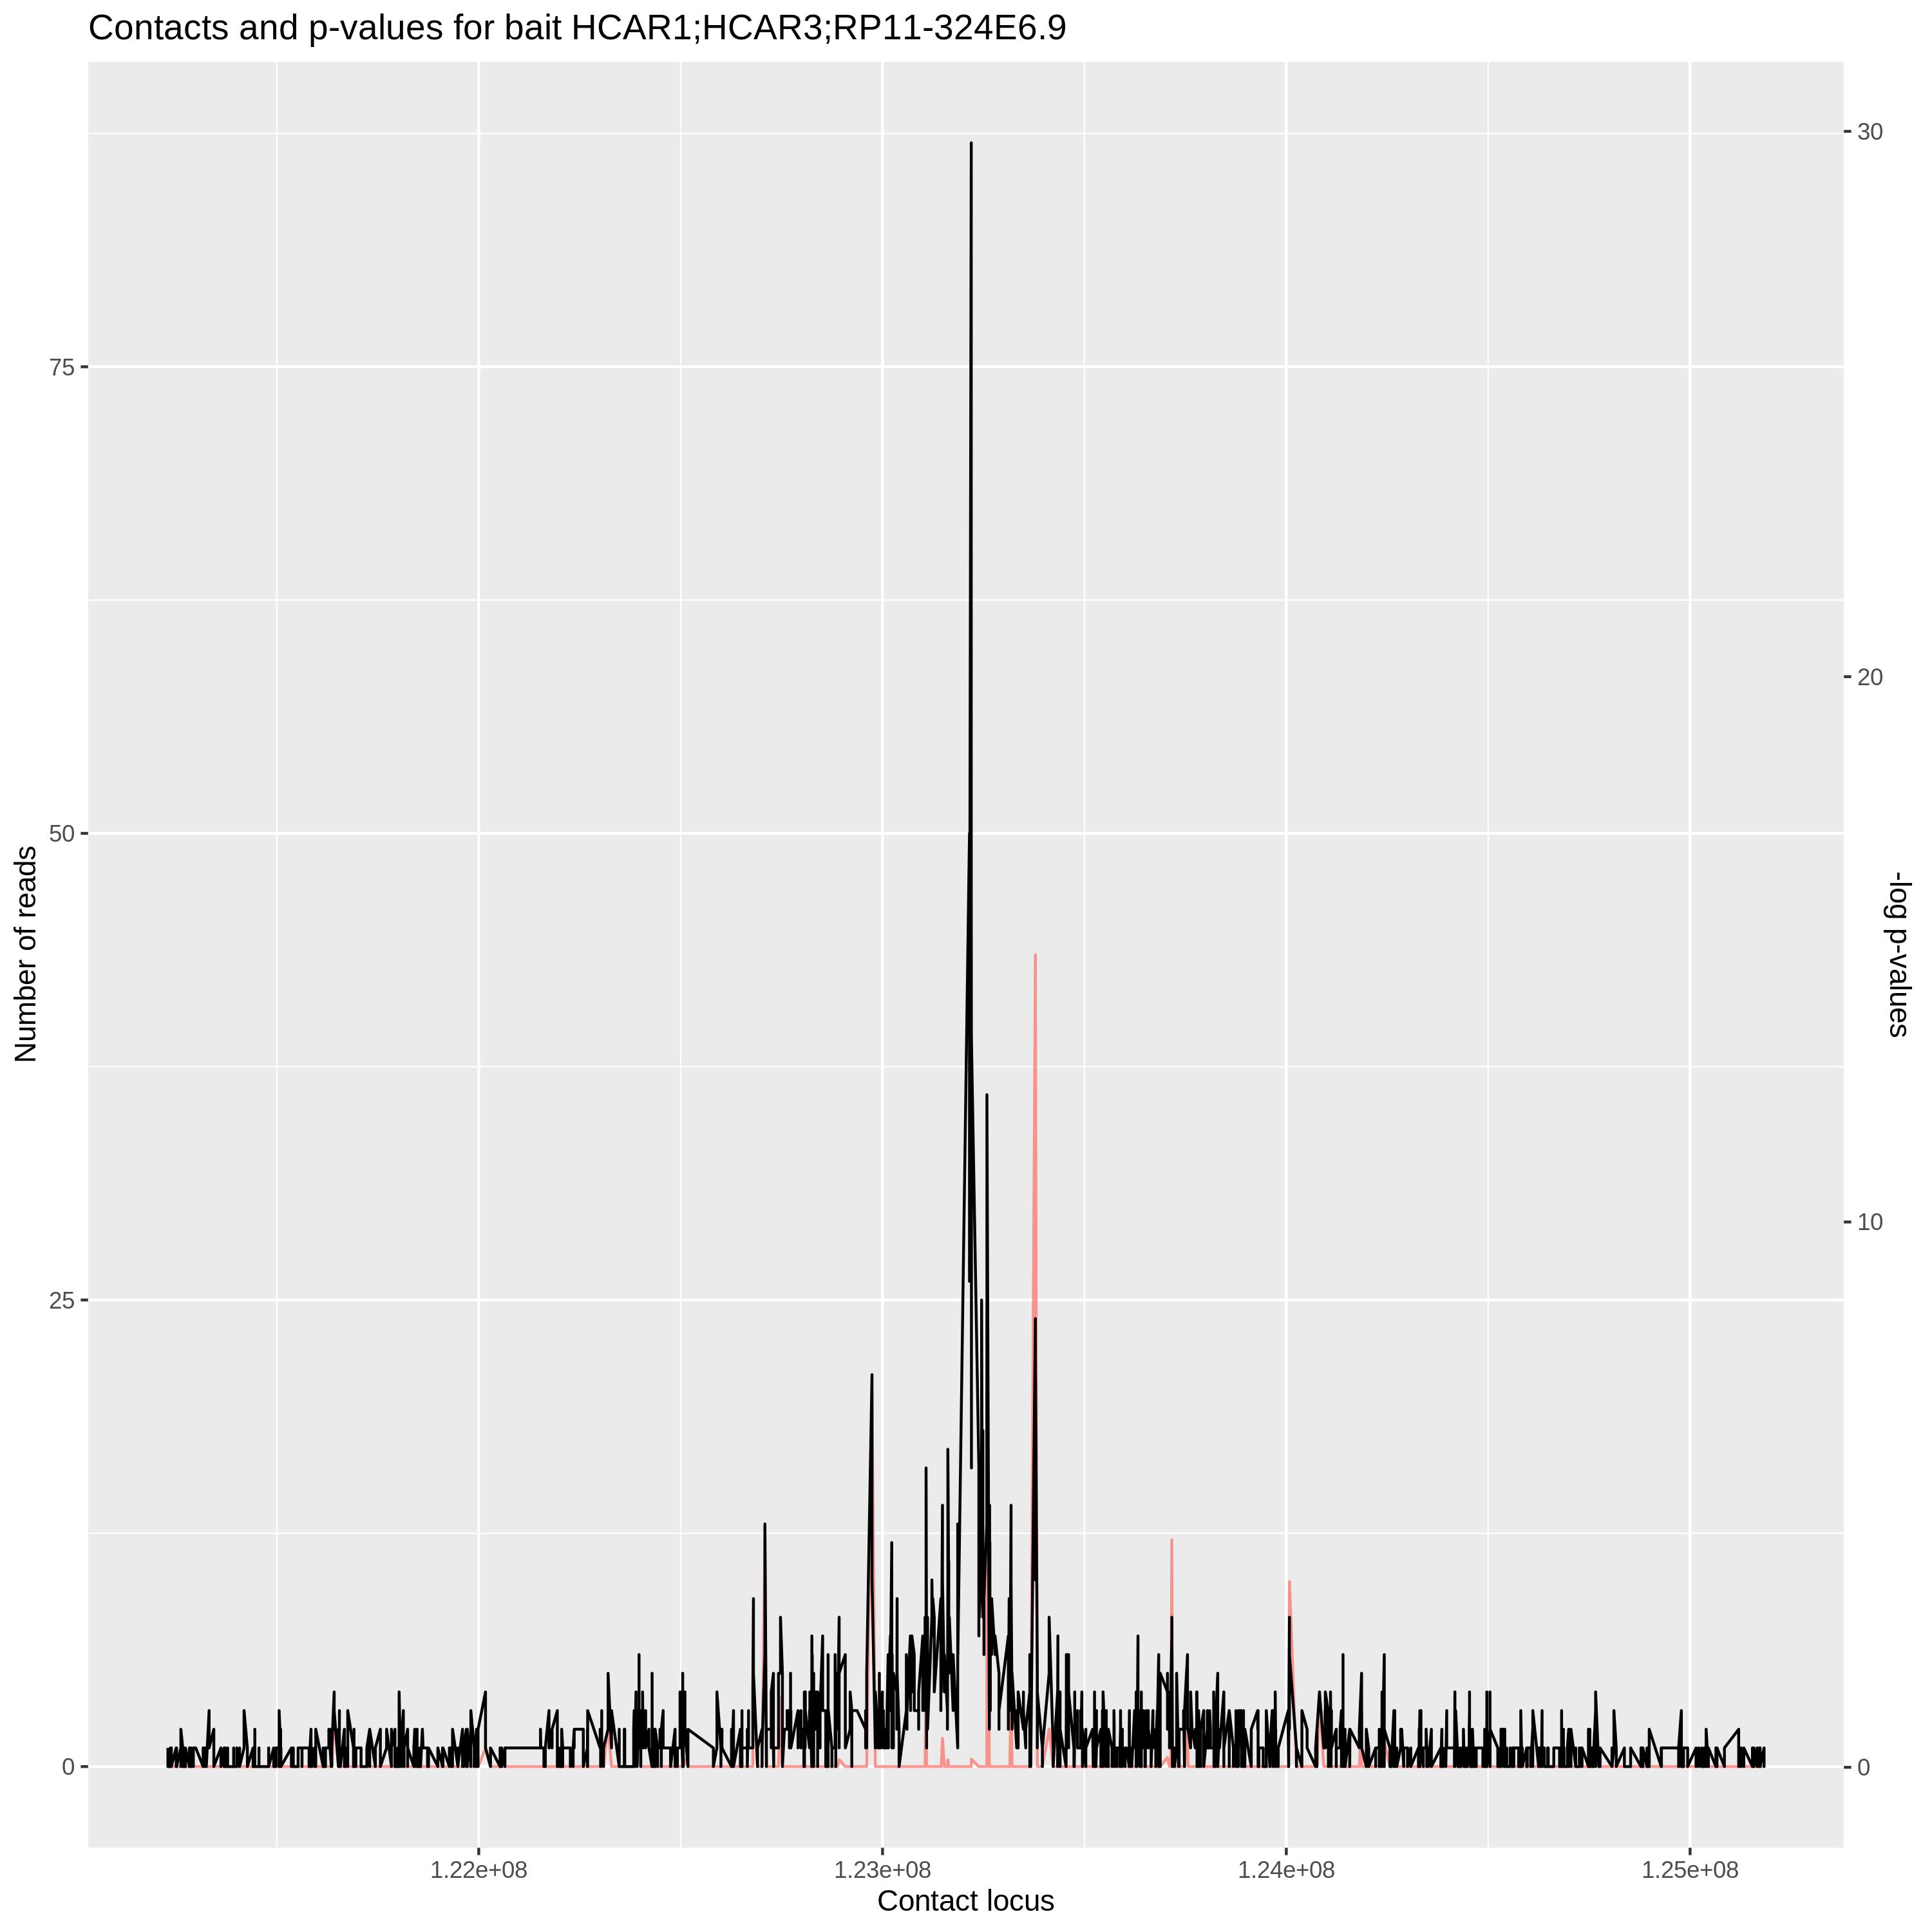 Contacts and p-values for bait HCAR1;HCAR3;RP11-324E6.9
75
50
25
0
Number of reads
30
20
10
0
-log p-values
1.22e+08
1.23e+08
1.24e+08
1.25e+08
Contact locus